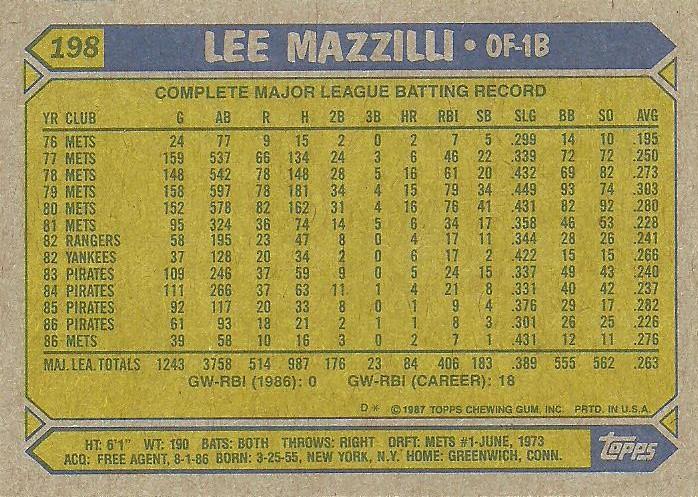 198 LEE MAZZILLI • OF-1B
COMPLETE MAJOR LEAGUE BATTING RECORD
YR CLUB G AB R H 2B 3B HR RBI SB SLG BB SO AVG
76 METS 24 77 9 15 2 0 2 7 5 .299 14 10 .195
77 METS 159 537 66 134 24 3 6 46 22 .339 72 72 .250
78 METS 148 542 78 148 28 5 16 61 20 .432 69 82 .273
79 METS 158 597 78 181 34 4 15 79 34 .449 93 74 .303
80 METS 152 578 82 162 31 4 16 76 41 .431 82 92 .280
81 METS 95 324 36 74 14 5 6 34 17 .358 46 53 .228
82 RANGERS 58 195 23 47 8 0 4 17 11 .344 28 26 .241
82 YANKEES 37 128 20 34 2 0 6 17 2 .422 15 15 .266
83 PIRATES 109 246 37 59 9 0 5 24 15 .337 49 43 .240
84 PIRATES 111 266 37 63 11 1 4 21 8 .331 40 42 .237
85 PIRATES 92 117 20 33 8 0 1 9 4 .376 29 17 .282
86 PIRATES 61 93 18 21 2 1 1 8 3 .301 26 25 .226
86 METS 39 58 10 16 3 0 2 7 1 .431 12 11 .276
MAJ. LEA. TOTALS 1243 3758 514 987 176 23 84 406 183 .389 555 562 .263
GW-RBI (1986): 0 GW-RBI (CAREER): 18
D* © 1987 TOPPS CHEWING GUM, INC. PRTD. IN U.S.A.
HT: 6'1" WT: 190 BATS: BOTH THROWS: RIGHT DRFT: METS #1-JUNE, 1973
ACQ: FREE AGENT, 8-1-86 BORN: 3-25-55, NEW YORK, N.Y. HOME: GREENWICH, CONN.
topps